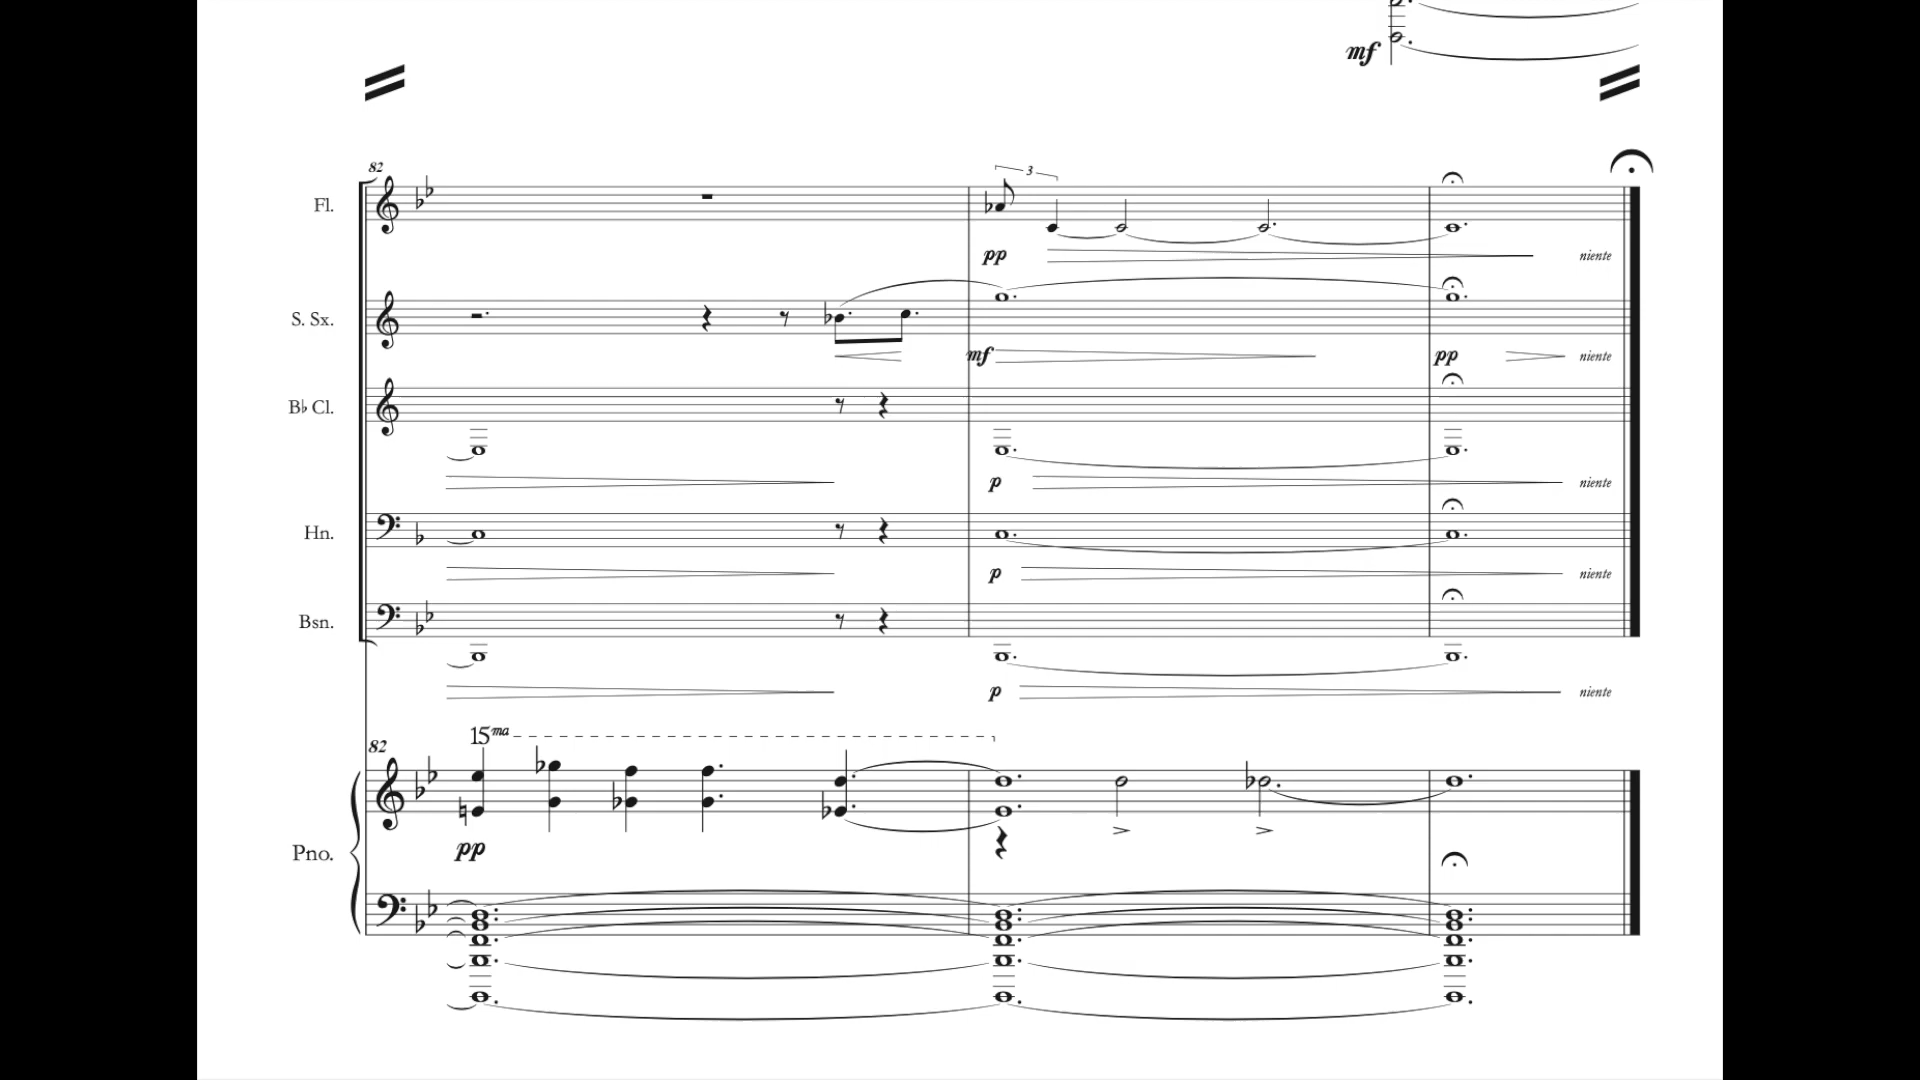 mf
82
3
Fl.
pp
niente
S. Sx.
mf
pp
niente
B♭ Cl.
p
niente
Hn.
p
niente
Bsn.
p
niente
15ma
82
pp
Pno.